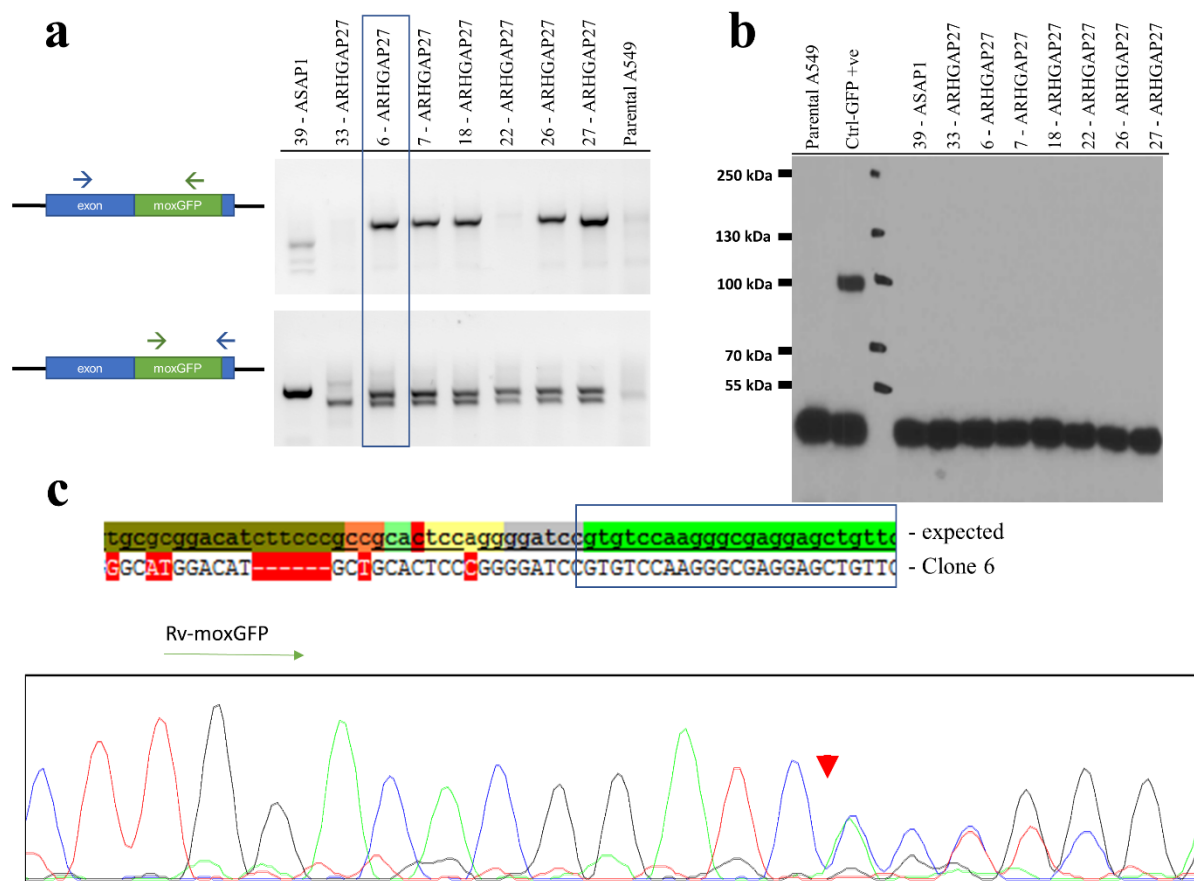 a
39 - ASAP1
33 - ARHGAP27
6 - ARHGAP27
7 - ARHGAP27
18 - ARHGAP27
22 - ARHGAP27
26 - ARHGAP27
27 - ARHGAP27
Parental A549
exon moxGFP
exon moxGFP
b
Parental A549
Ctrl-GFP +ve
39 - ASAP1
33 - ARHGAP27
6 - ARHGAP27
7 - ARHGAP27
18 - ARHGAP27
22 - ARHGAP27
26 - ARHGAP27
27 - ARHGAP27
250 kDa
130 kDa
100 kDa
70 kDa
55 kDa
c
tgcgcggacatcttcccgccgcactccaggggatccgtgtccaagggcgaggagctgttc - expected
GGCATGGACAT------GCTGCACTCCCGGGGATCCGTGTCCAAGGGCGAGGAGCTGTTC - Clone 6
Rv-moxGFP